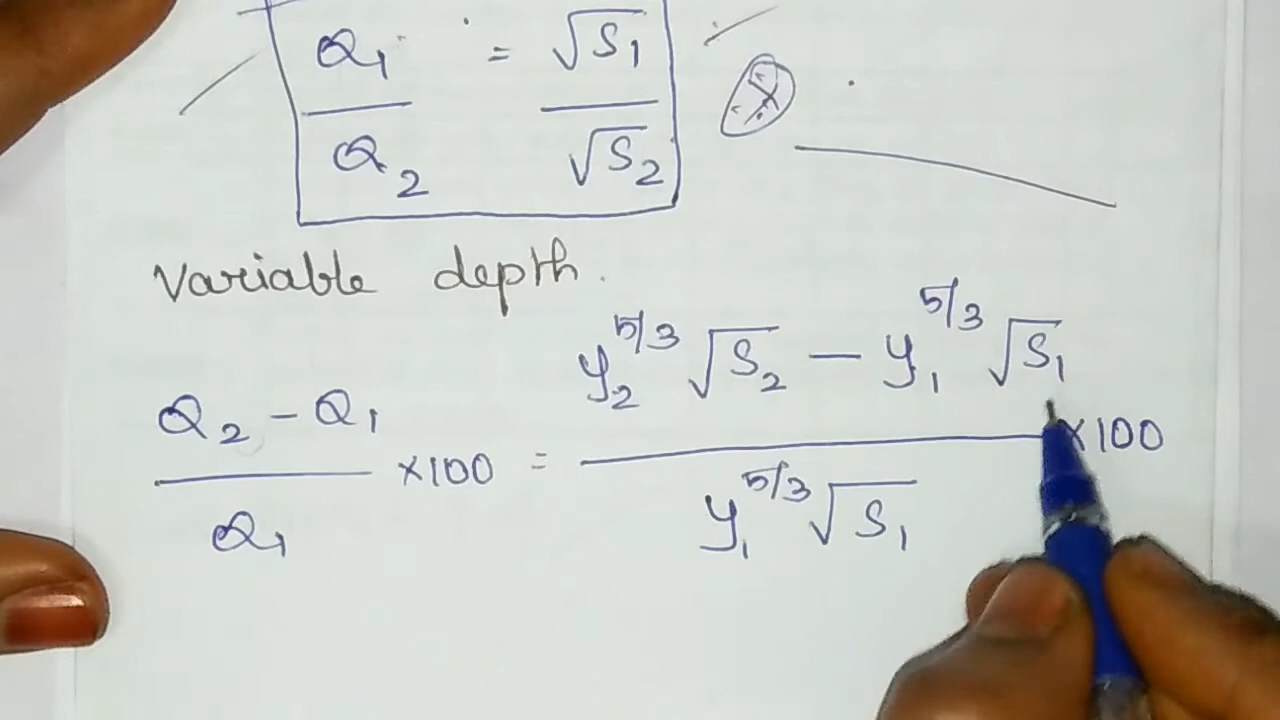 Q₁ / Q₂ = √S₁ / √S₂
Variable depth.
(Q₂ - Q₁) / Q₁ ×100 = (y₂^5/3 √S₂ - y₁^5/3 √S₁) / (y₁^5/3 √S₁) ×100